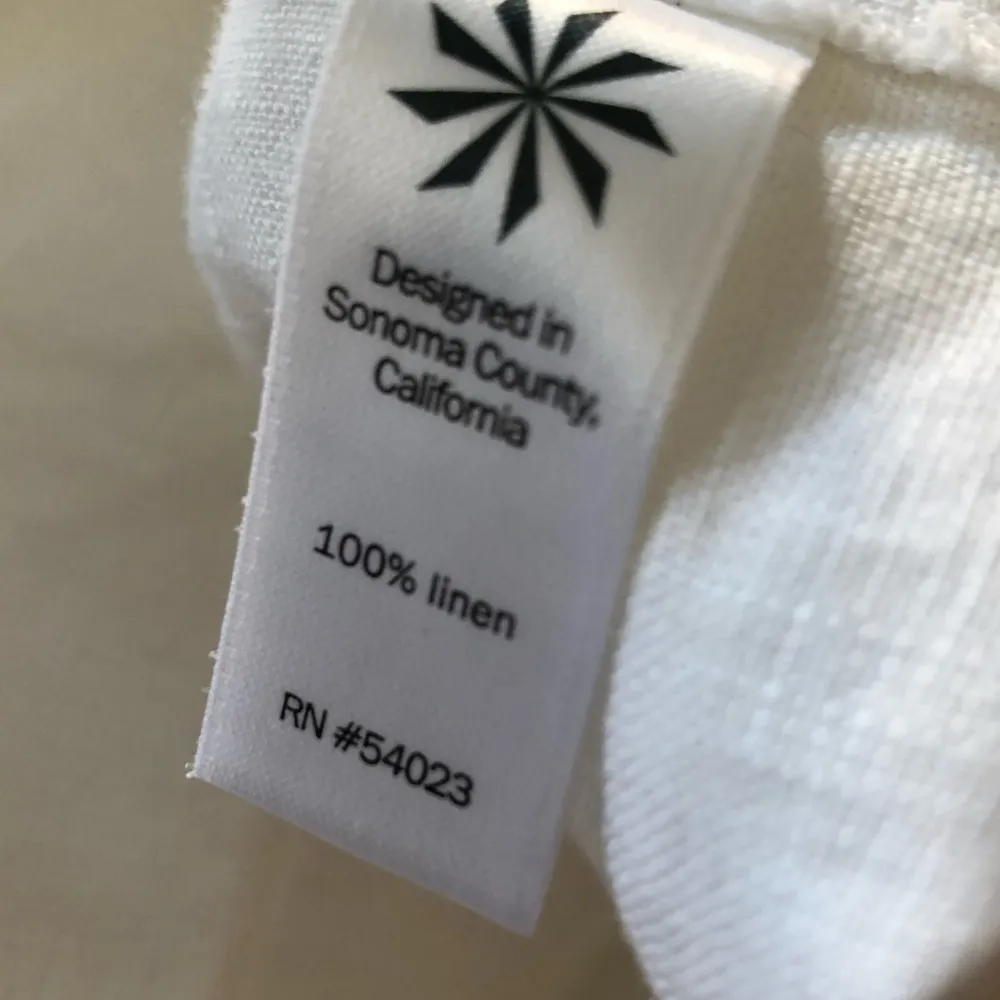 Designed in
Sonoma County,
California
100% linen
RN #54023